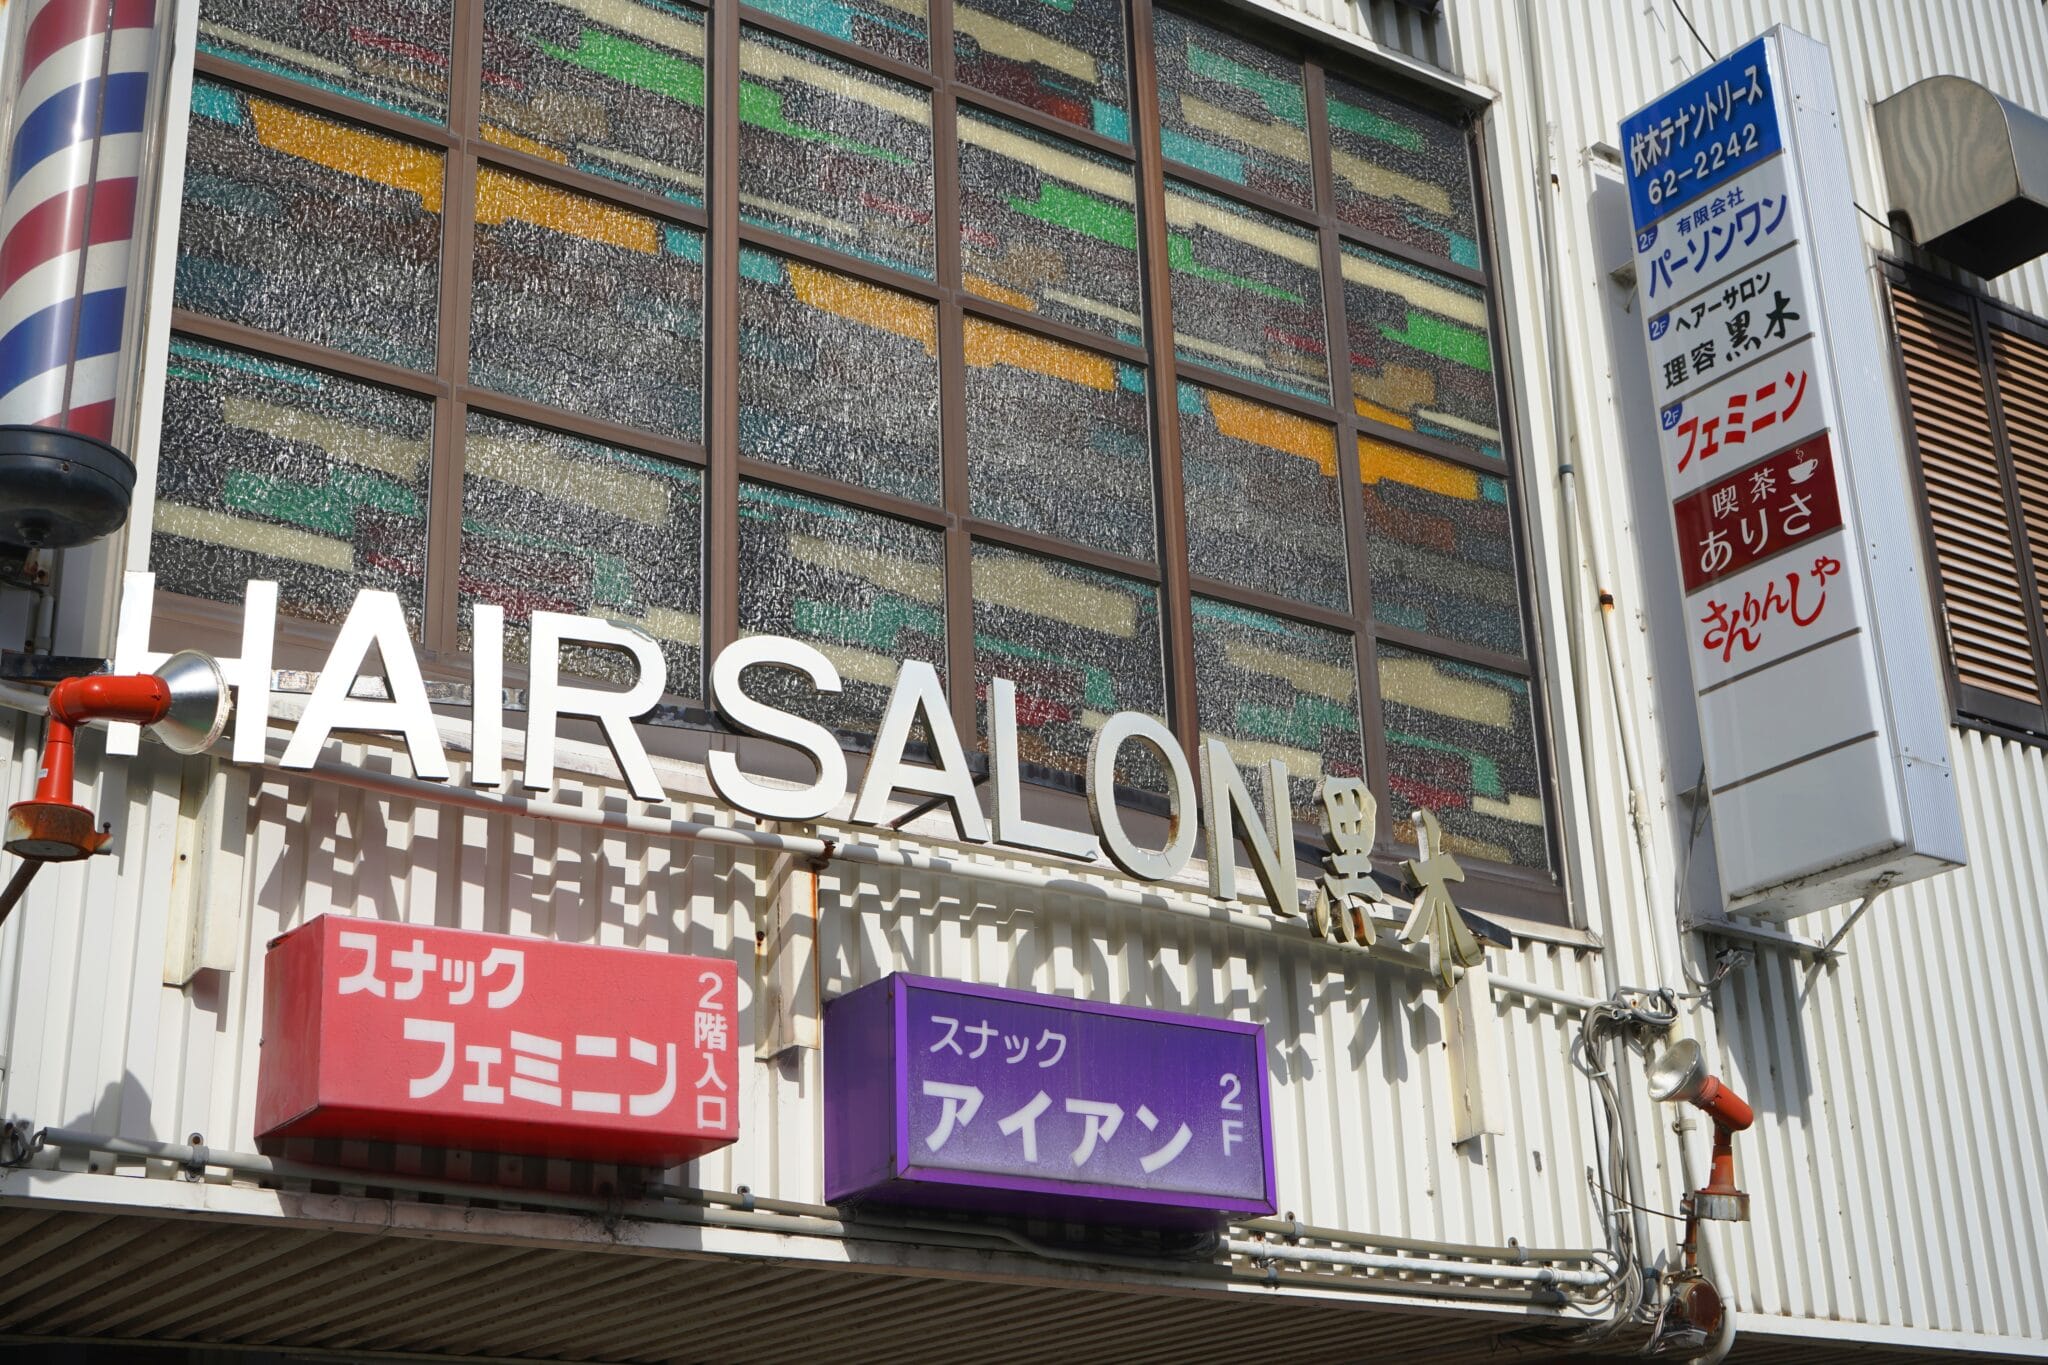 HAIR SALON 黒木
スナック
フェミニン
2階入口
スナック
アイアン
2F
伏木テナントリース
62-2242
有限会社
2F パーソンワン
2F ヘアーサロン
理容 黒木
2F フェミニン
喫茶
ありさ
さんりんしゃ